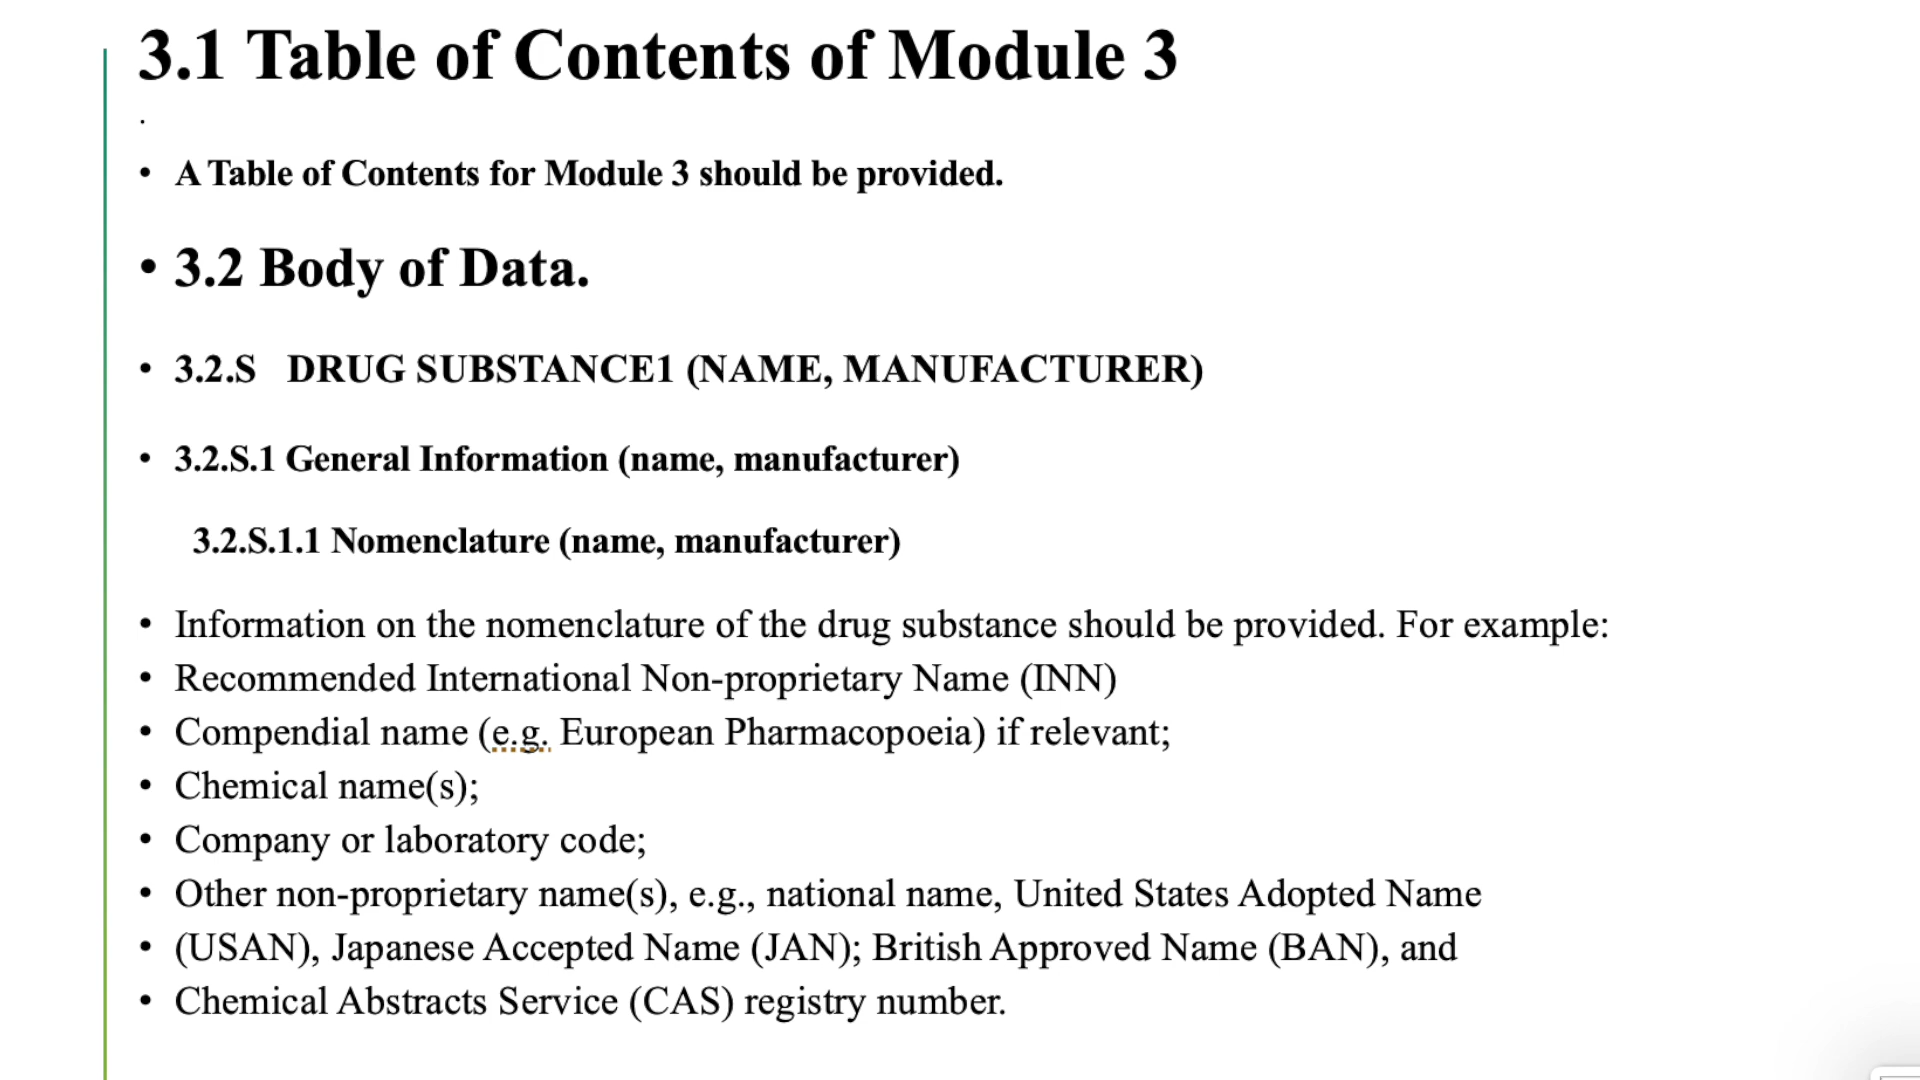 3.1 Table of Contents of Module 3
.
• A Table of Contents for Module 3 should be provided.
• 3.2 Body of Data.
• 3.2.S DRUG SUBSTANCE1 (NAME, MANUFACTURER)
• 3.2.S.1 General Information (name, manufacturer)
3.2.S.1.1 Nomenclature (name, manufacturer)
• Information on the nomenclature of the drug substance should be provided. For example:
• Recommended International Non-proprietary Name (INN)
• Compendial name (e.g. European Pharmacopoeia) if relevant;
• Chemical name(s);
• Company or laboratory code;
• Other non-proprietary name(s), e.g., national name, United States Adopted Name
• (USAN), Japanese Accepted Name (JAN); British Approved Name (BAN), and
• Chemical Abstracts Service (CAS) registry number.